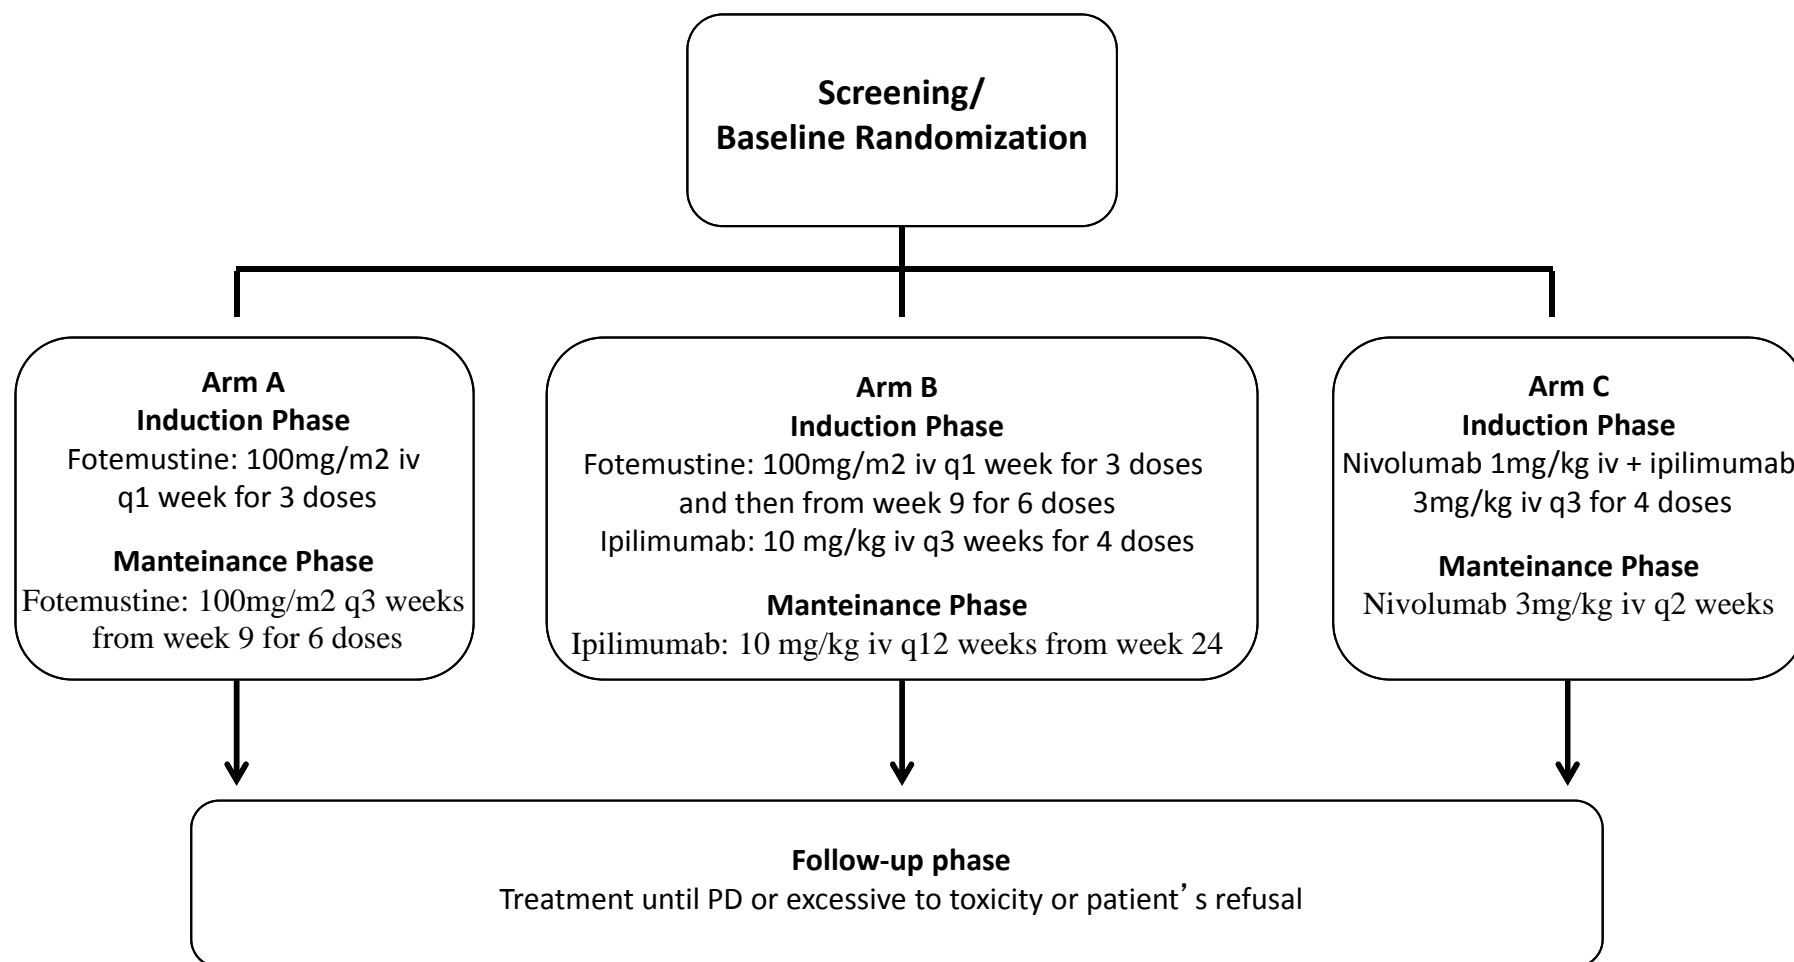 Screening/
Baseline Randomization
Arm A
Induction Phase
Fotemustine: 100mg/m2 iv
q1 week for 3 doses
Manteinance Phase
Fotemustine: 100mg/m2 q3 weeks
from week 9 for 6 doses
Arm B
Induction Phase
Fotemustine: 100mg/m2 iv q1 week for 3 doses
and then from week 9 for 6 doses
Ipilimumab: 10 mg/kg iv q3 weeks for 4 doses
Manteinance Phase
Ipilimumab: 10 mg/kg iv q12 weeks from week 24
Arm C
Induction Phase
Nivolumab 1mg/kg iv + ipilimumab
3mg/kg iv q3 for 4 doses
Manteinance Phase
Nivolumab 3mg/kg iv q2 weeks
Follow-up phase
Treatment until PD or excessive to toxicity or patient’s refusal